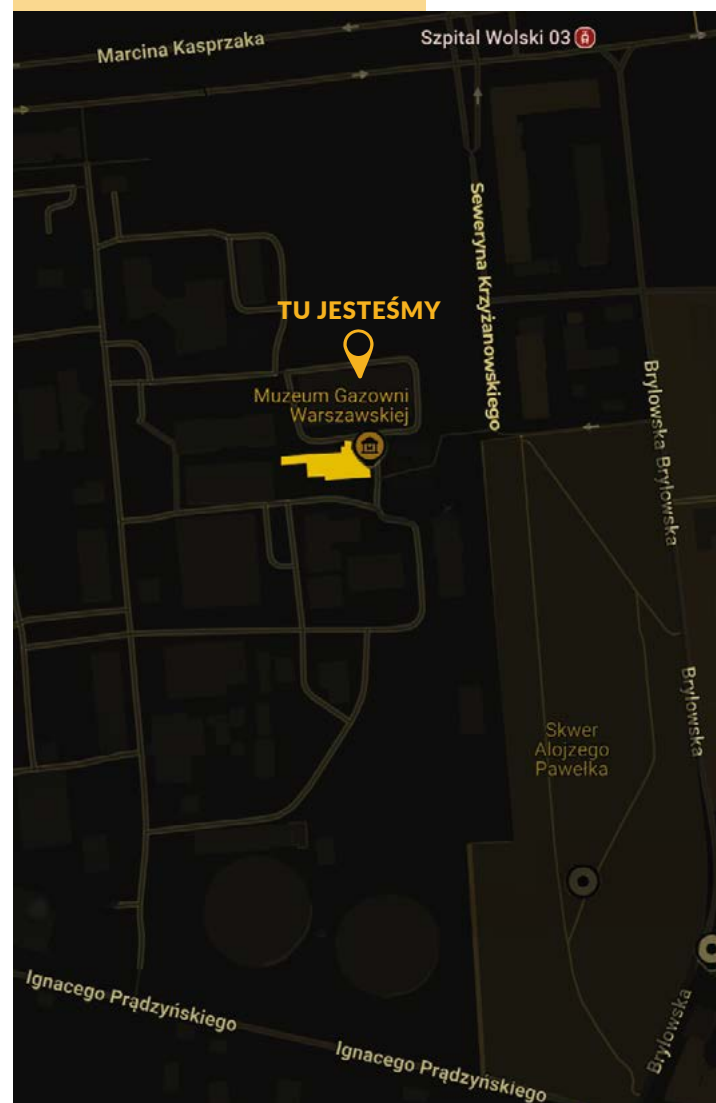 Marcina Kasprzaka
Szpital Wolski 03
Seweryna Krzyżanowskiego
TU JESTEŚMY
Muzeum Gazowni
Warszawskiej
Brylowska Brylowska
Brylowska
Skwer
Alojzego
Pawełka
Ignacego Prądzyńskiego
Ignacego Prądzyńskiego
Brylowska